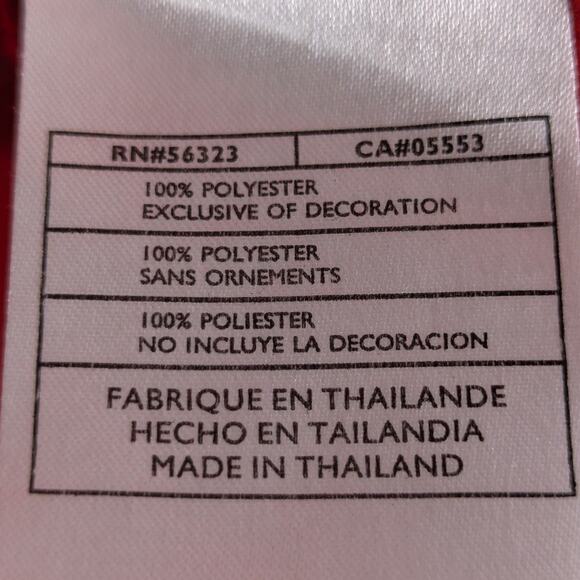 RN#56323 CA#05553
100% POLYESTER
EXCLUSIVE OF DECORATION
100% POLYESTER
SANS ORNEMENTS
100% POLIESTER
NO INCLUYE LA DECORACION
FABRIQUE EN THAILANDE
HECHO EN TAILANDIA
MADE IN THAILAND